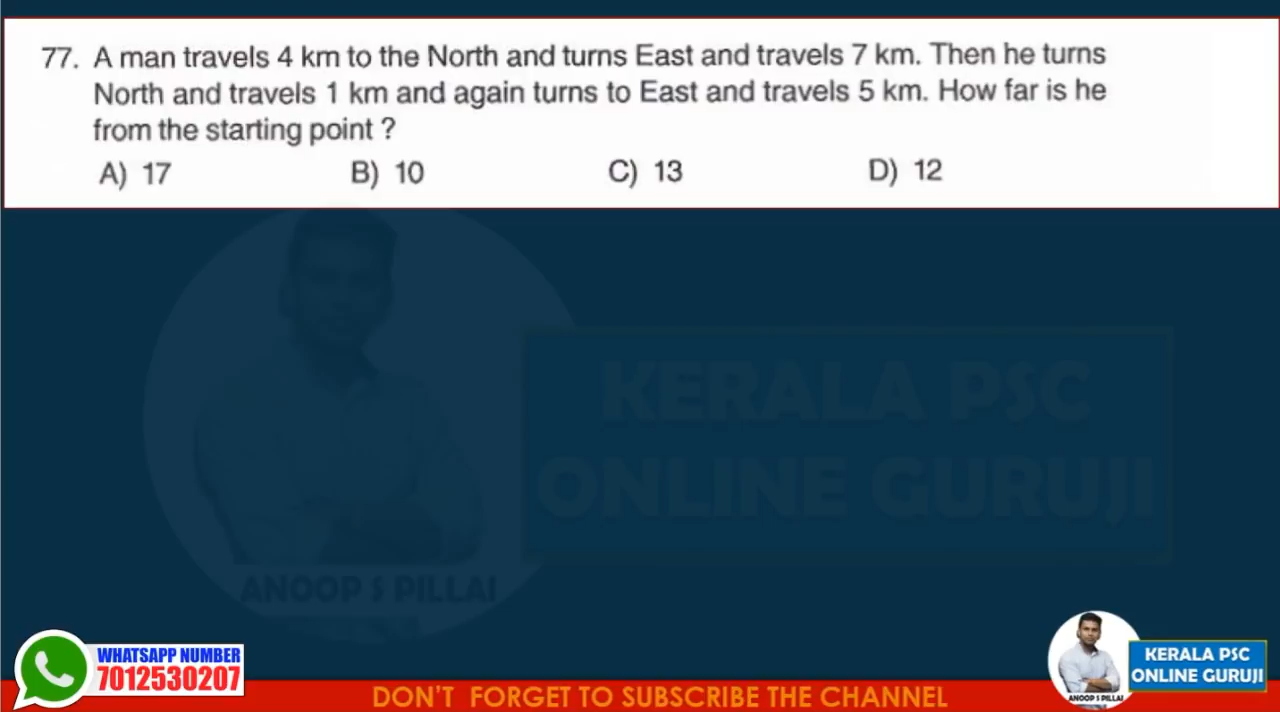 77. A man travels 4 km to the North and turns East and travels 7 km. Then he turns
North and travels 1 km and again turns to East and travels 5 km. How far is he
from the starting point ?
A) 17 B) 10 C) 13 D) 12
KERALA PSC
ONLINE GURUJI
ANOOP S PILLAI
WHATSAPP NUMBER
7012530207
DON'T FORGET TO SUBSCRIBE THE CHANNEL
ANOOP S PILLAI
KERALA PSC
ONLINE GURUJI